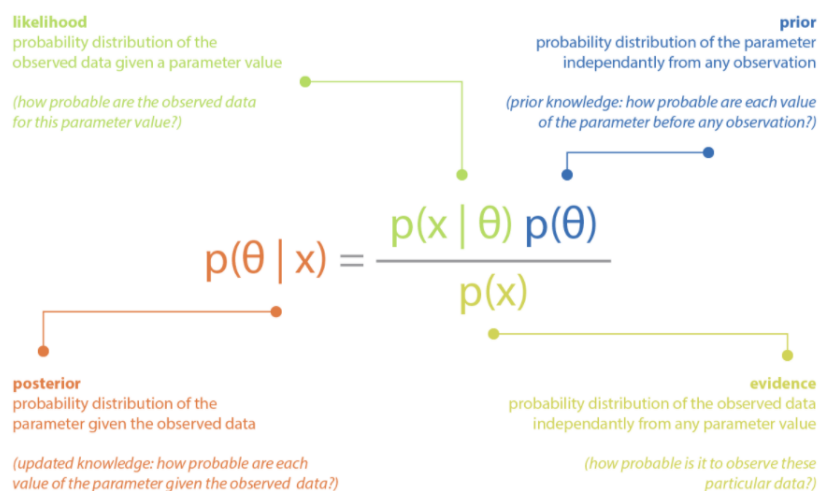 likelihood
probability distribution of the
observed data given a parameter value
(how probable are the observed data
for this parameter value?)
prior
probability distribution of the parameter
independantly from any observation
(prior knowledge: how probable are each value
of the parameter before any observation?)
p(θ | x) = p(x | θ) p(θ)
p(x)
posterior
probability distribution of the
parameter given the observed data
(updated knowledge: how probable are each
value of the parameter given the observed data?)
evidence
probability distribution of the observed data
independantly from any parameter value
(how probable is it to observe these
particular data?)